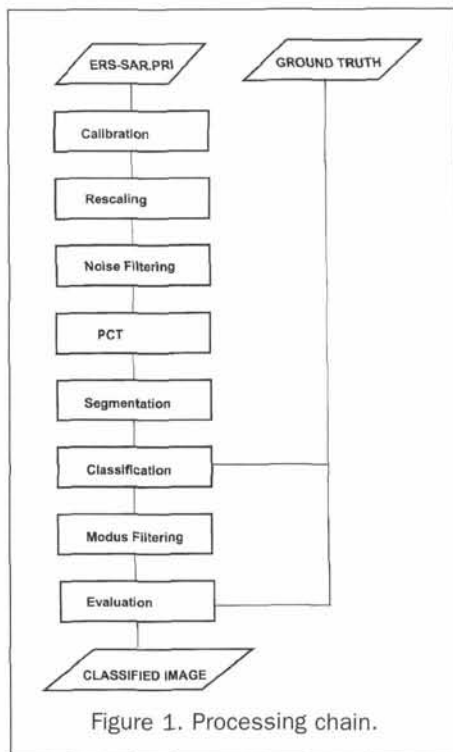 ERS-SAR.PRI
GROUND TRUTH
Calibration
Rescaling
Noise Filtering
PCT
Segmentation
Classification
Modus Filtering
Evaluation
CLASSIFIED IMAGE
Figure 1. Processing chain.